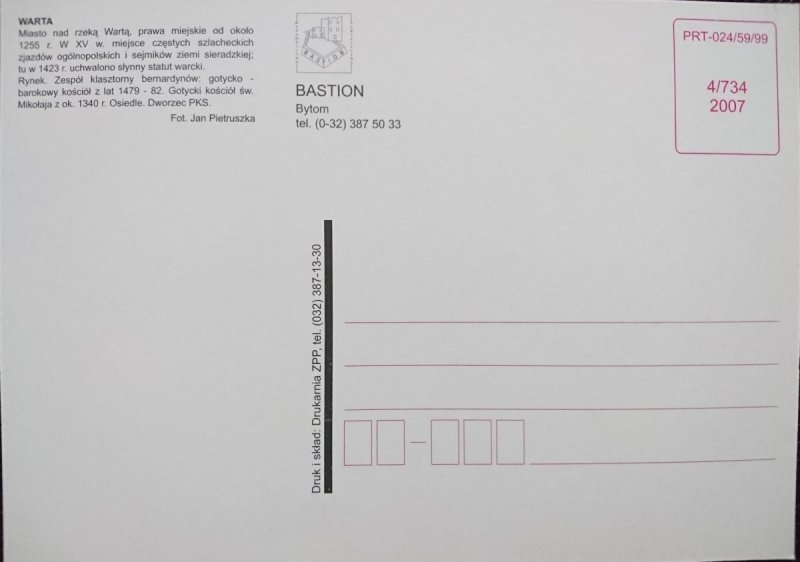 WARTA
Miasto nad rzeką Wartą, prawa miejskie od około
1255 r. W XV w. miejsce częstych szlacheckich
zjazdów ogólnopolskich i sejmików ziemi sieradzkiej;
tu w 1423 r. uchwalono słynny statut warcki.
Rynek. Zespół klasztorny bernardynów: gotycko -
barokowy kościół z lat 1479 - 82. Gotycki kościół św.
Mikołaja z ok. 1340 r. Osiedle. Dworzec PKS.
Fot. Jan Pietruszka
BASTION
BASTION
Bytom
tel. (0-32) 387 50 33
PRT-024/59/99
4/734
2007
Druk i skład: Drukarnia ZPP, tel. (032) 387-13-30